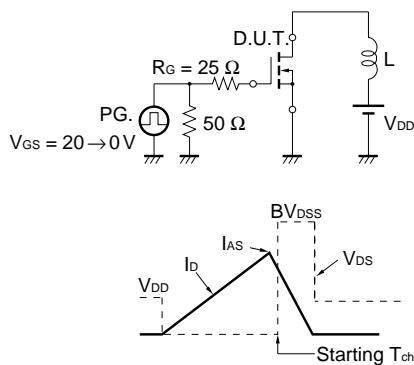 D.U.T.
RG = 25 Ω
L
PG.
50 Ω
VDD
VGS = 20 → 0 V
BVDSS
IAS
ID
VDS
VDD
Starting Tch